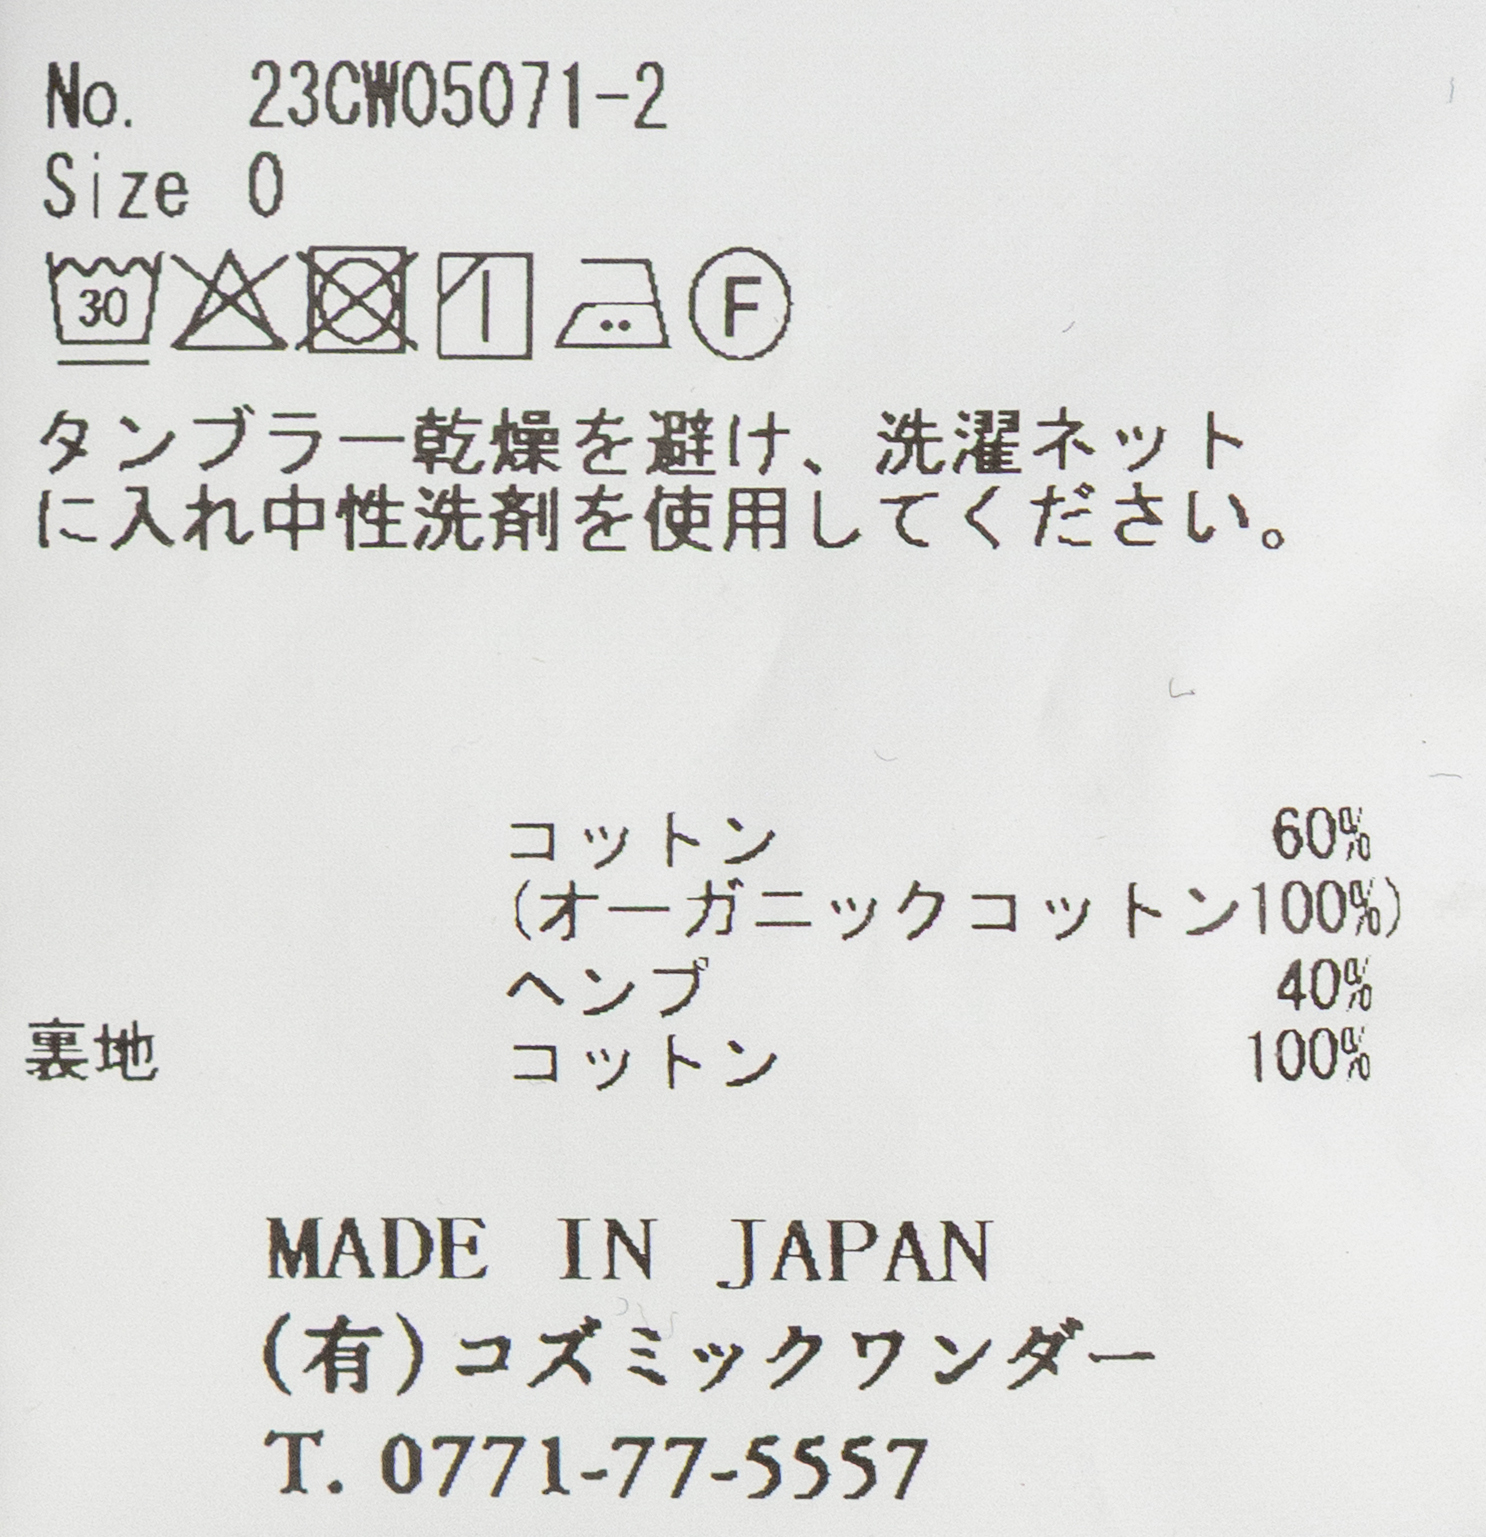 No. 23CW05071-2
Size 0
30 F
タンブラー乾燥を避け、洗濯ネット
に入れ中性洗剤を使用してください。
コットン 60%
(オーガニックコットン100%)
ヘンプ 40%
裏地 コットン 100%
MADE IN JAPAN
(有)コズミックワンダー
T. 0771-77-5557